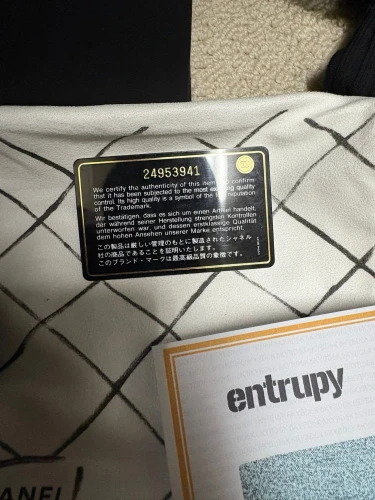 24953941
We certify the authenticity of this item, confirm
that it has been subjected to the most exacting quality
control. Its high quality is a symbol of the reputation
of the Trademark.
Wir bestätigen, dass es sich um einen Artikel handelt,
der während seiner Herstellung strengsten Kontrollen
unterworfen war, und dessen erstklassige Qualität
dem hohen Ansehen unserer Marke entspricht.
この製品は厳しい管理のもとに製造されたシャネル
社の商品であることを証明いたします。
このブランド・マークは最高級品質の象徴です。
entrupy
ANEL